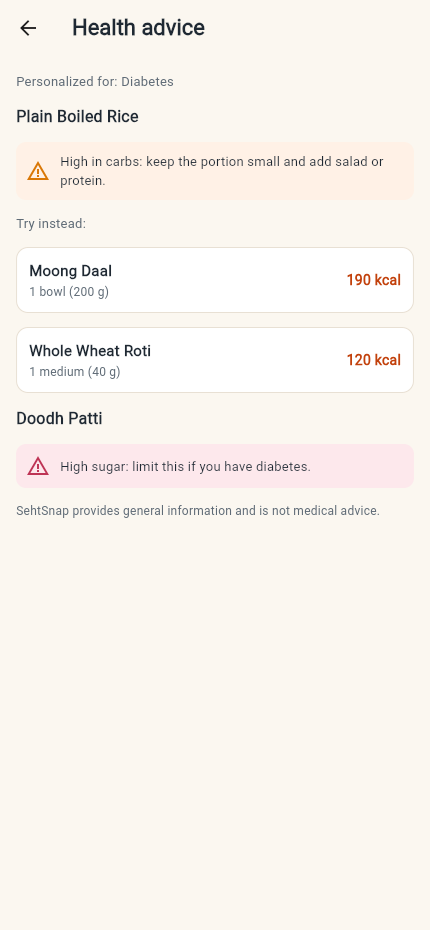 Health advice
Personalized for: Diabetes
Plain Boiled Rice
High in carbs: keep the portion small and add salad or
protein.
Try instead:
Moong Daal
1 bowl (200 g)
190 kcal
Whole Wheat Roti
1 medium (40 g)
120 kcal
Doodh Patti
High sugar: limit this if you have diabetes.
SehtSnap provides general information and is not medical advice.